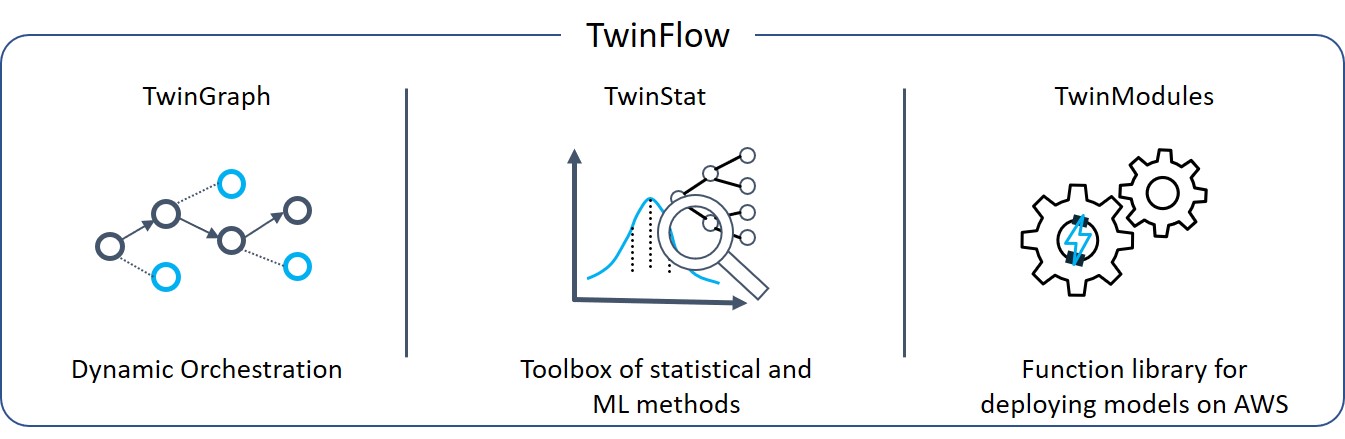 TwinFlow
TwinGraph
TwinStat
TwinModules
Dynamic Orchestration
Toolbox of statistical and
ML methods
Function library for
deploying models on AWS